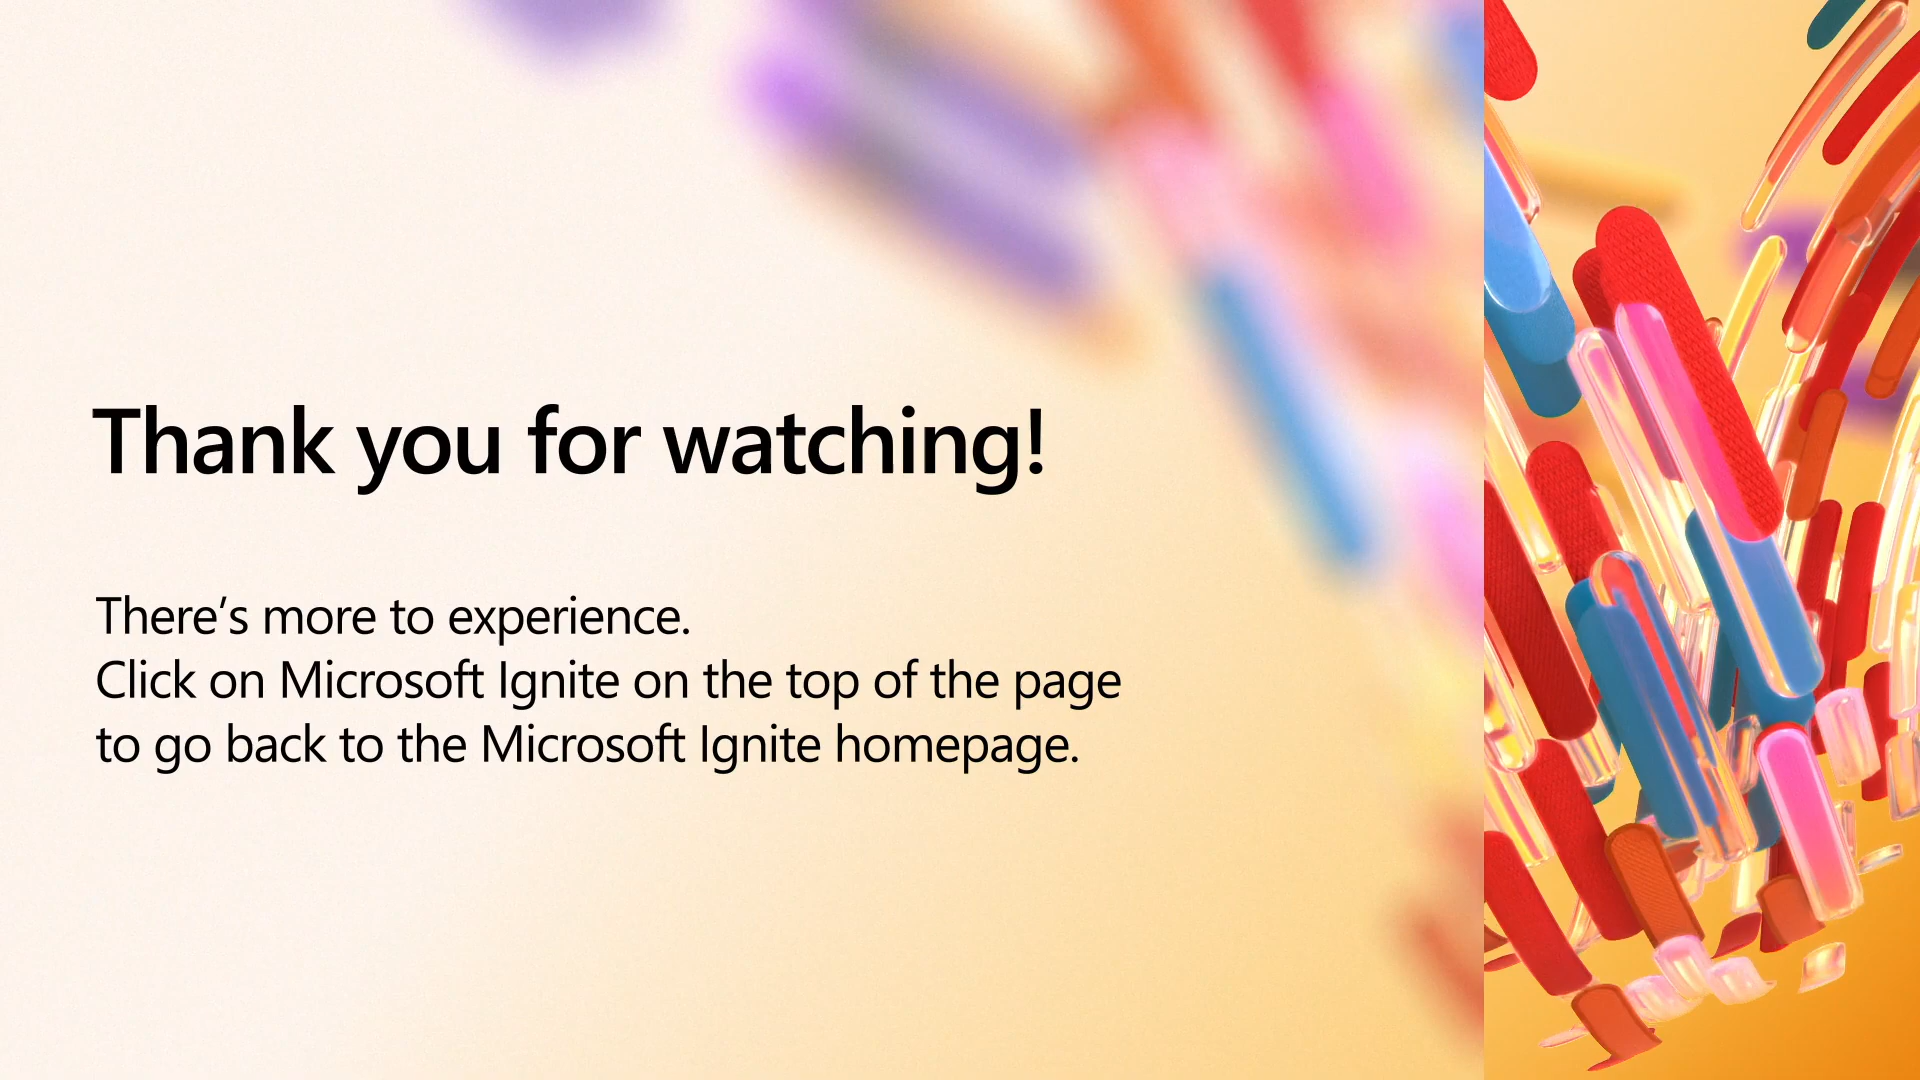 Thank you for watching!
There’s more to experience.
Click on Microsoft Ignite on the top of the page
to go back to the Microsoft Ignite homepage.